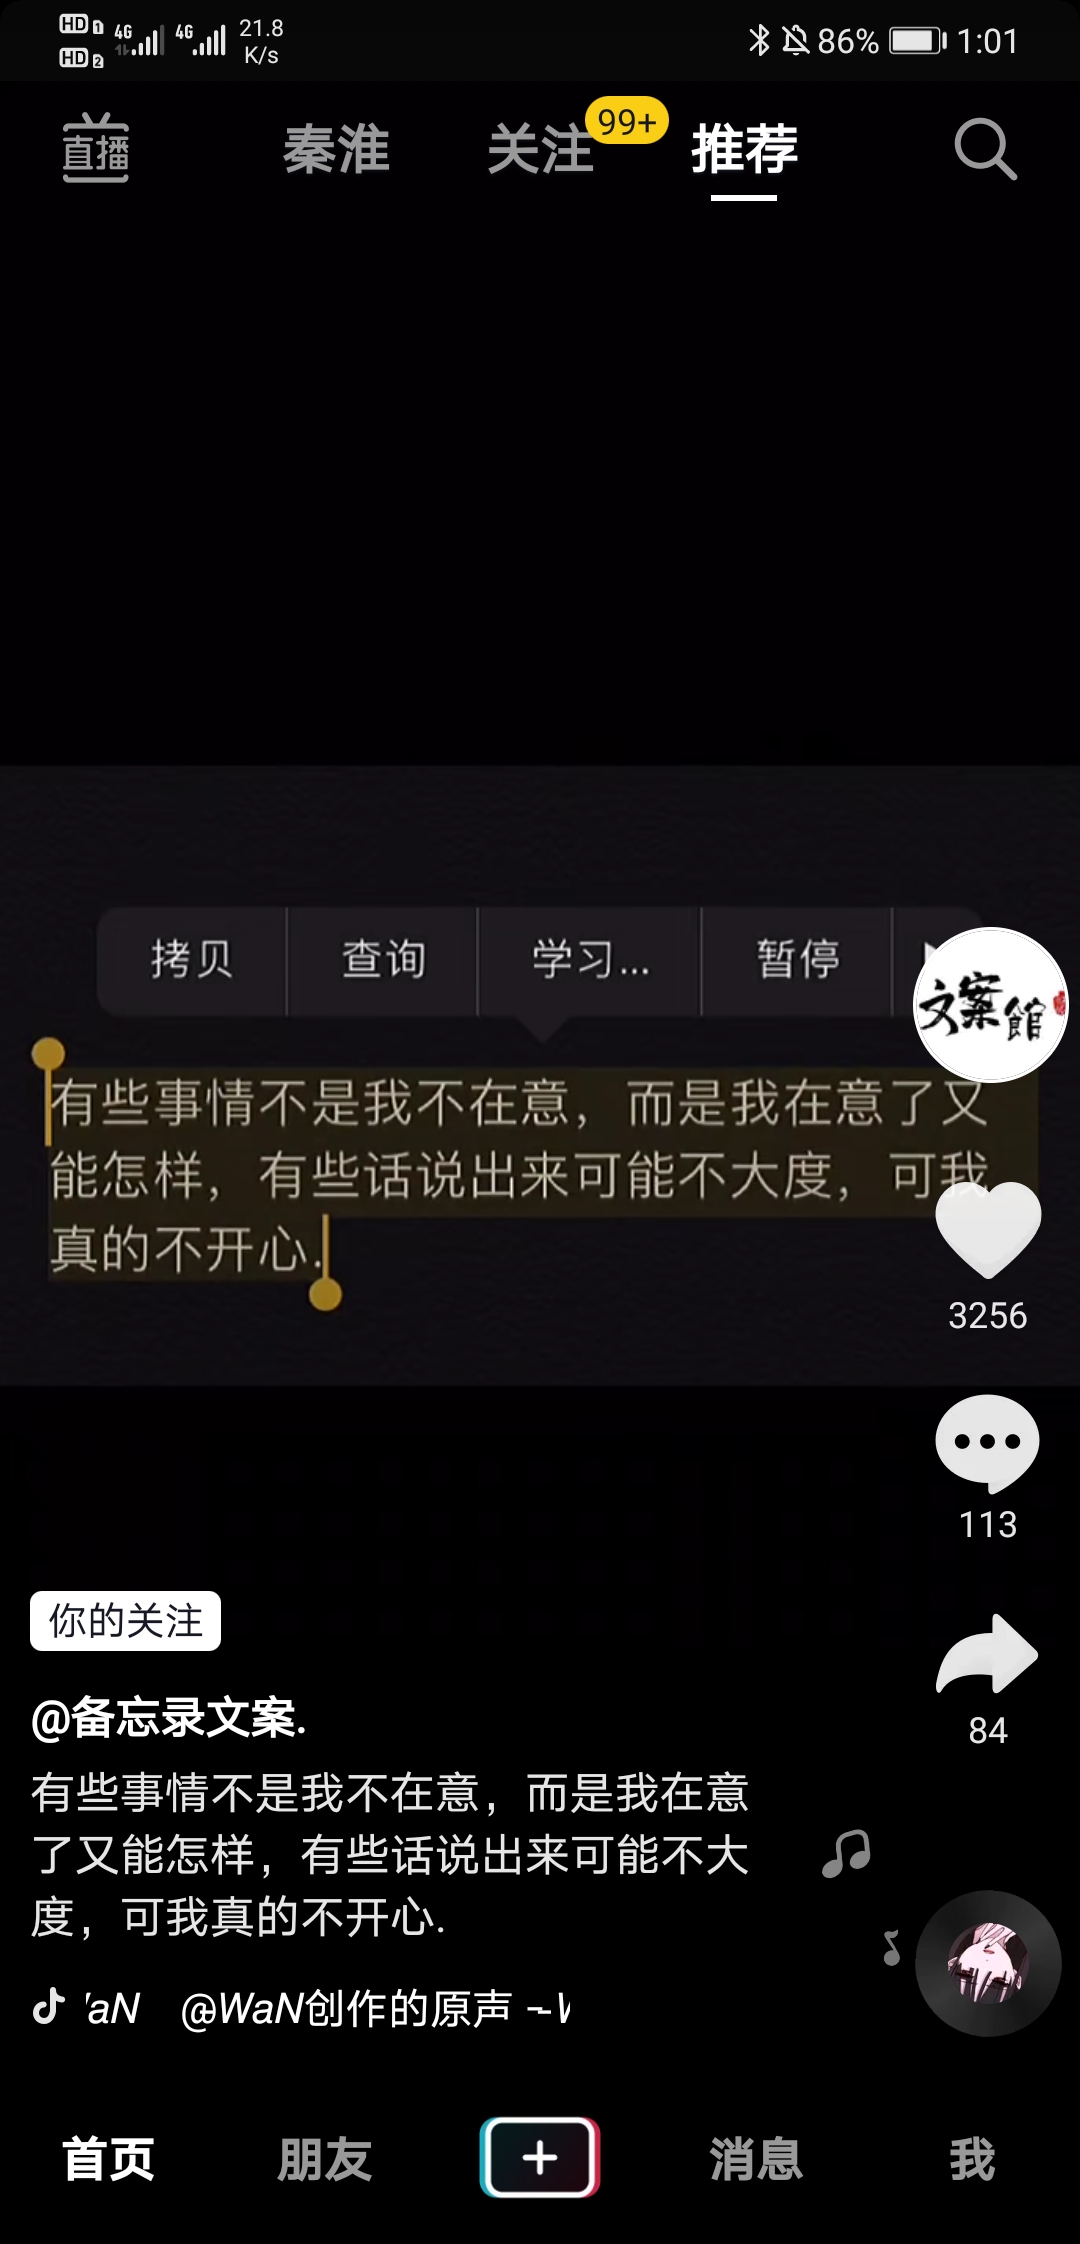 HD 1 4G 4G 21.8
HD 2 K/s
86% 1:01
直播 秦淮 关注 99+ 推荐
拷贝 查询 学习... 暂停
文案館
有些事情不是我不在意，而是我在意了又
能怎样，有些话说出来可能不大度，可我
真的不开心.
3256
113
84
你的关注
@备忘录文案.
有些事情不是我不在意，而是我在意
了又能怎样，有些话说出来可能不大
度，可我真的不开心.
aN @WaN创作的原声 -
首页 朋友 消息 我